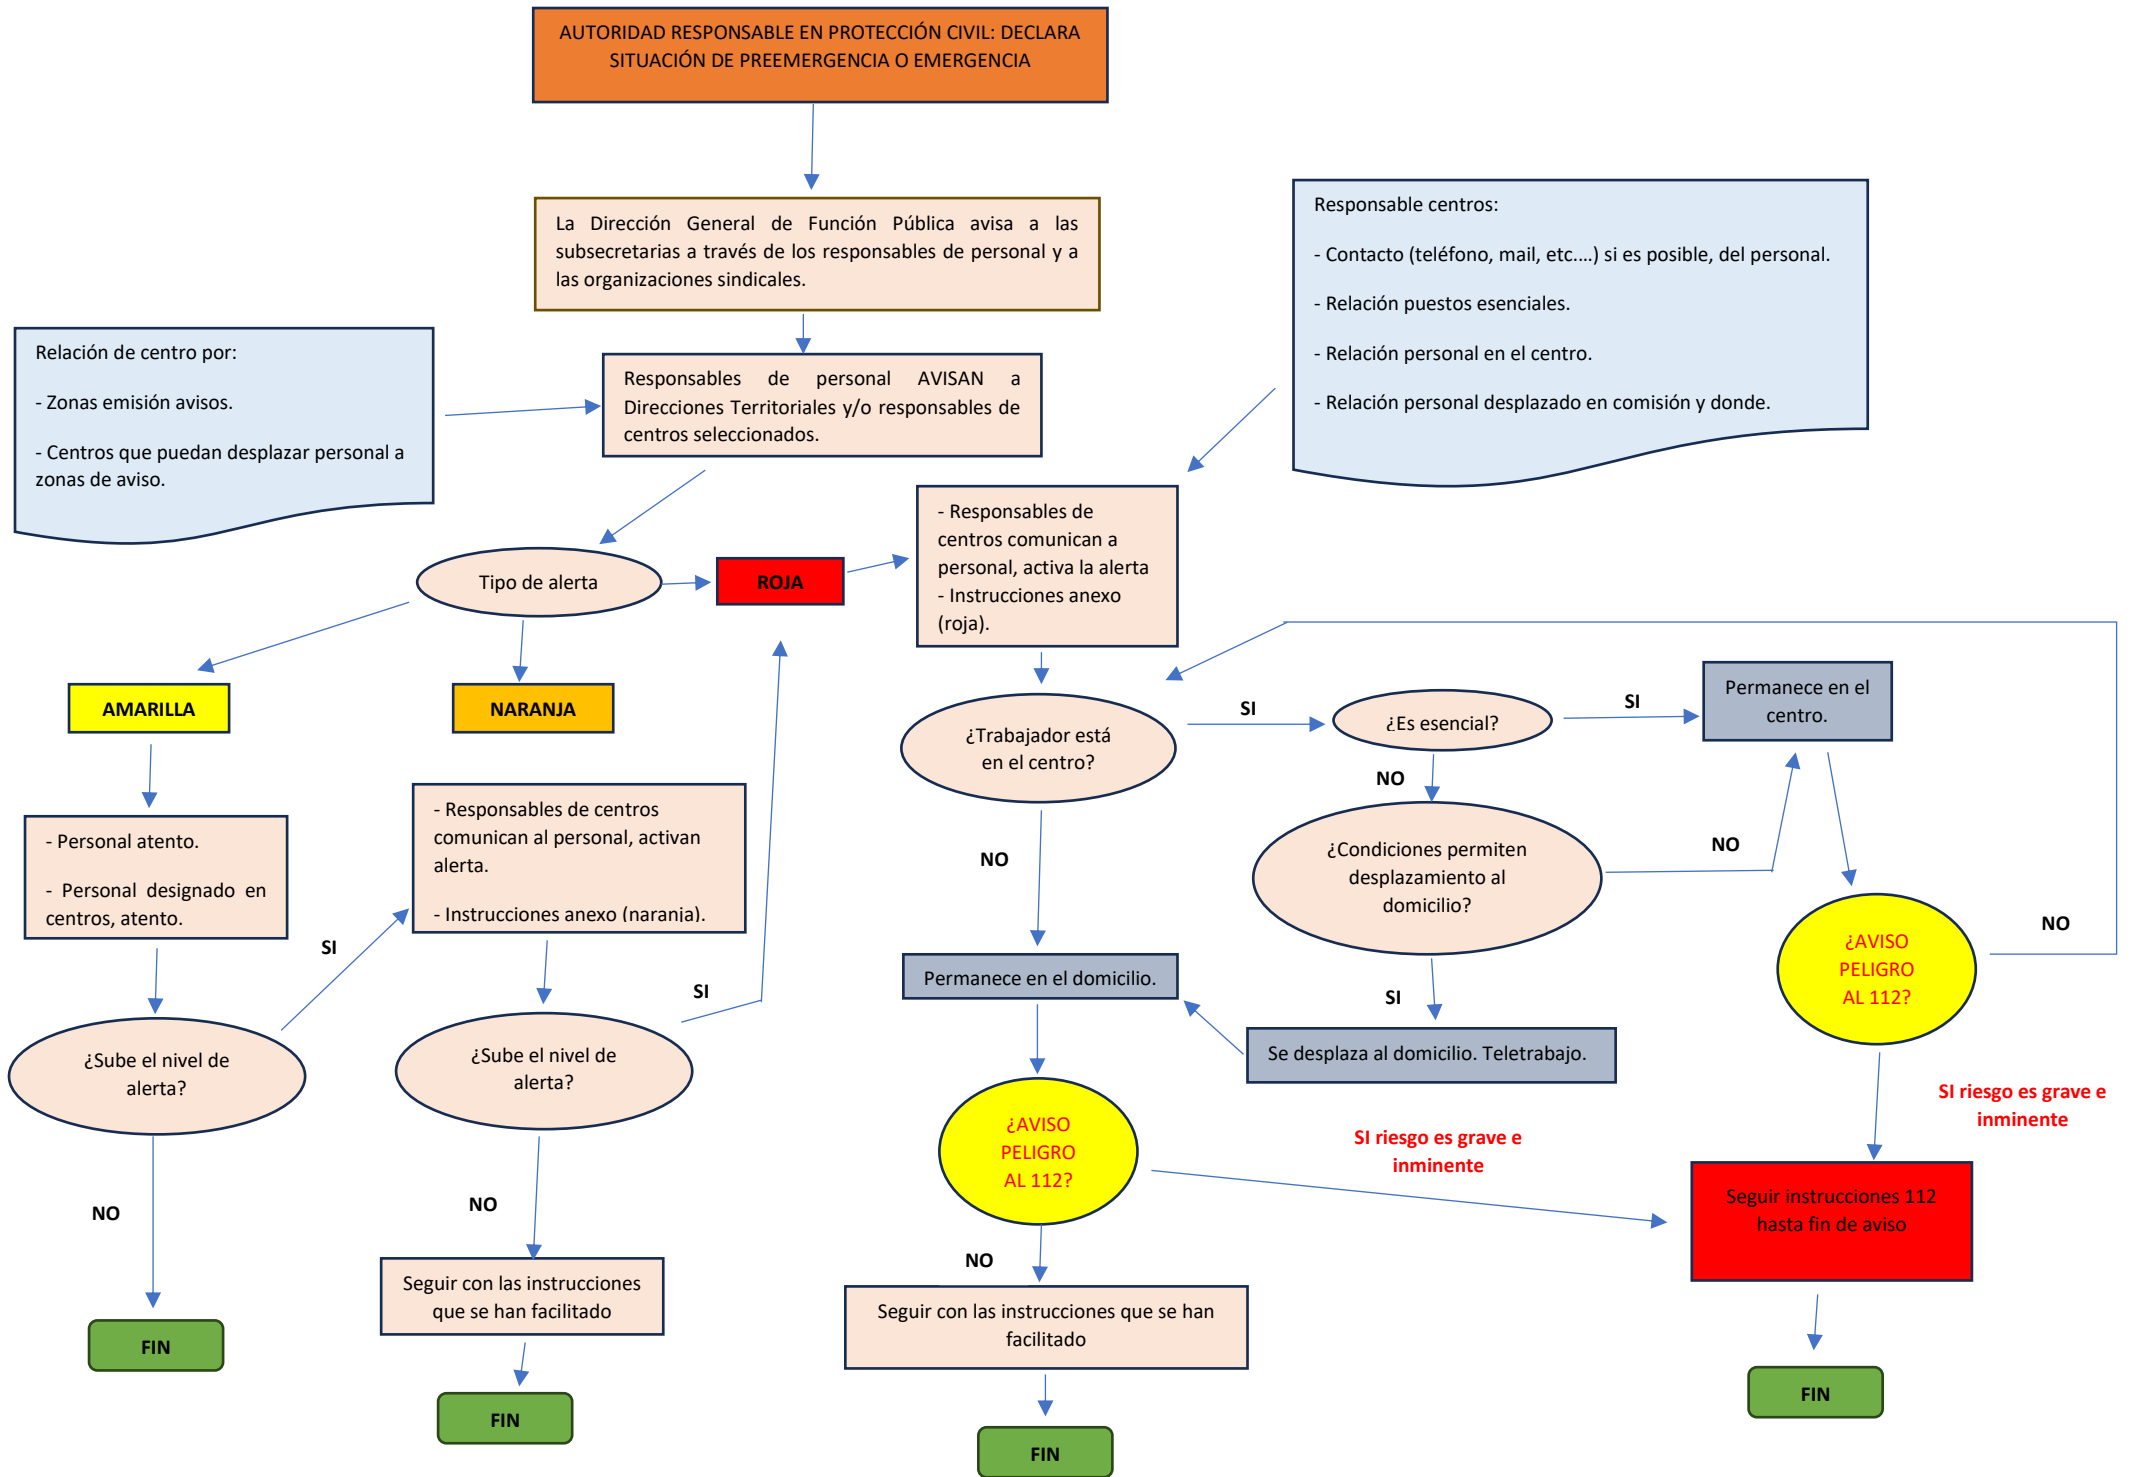 AUTORIDAD RESPONSABLE EN PROTECCIÓN CIVIL: DECLARA
SITUACIÓN DE PREEMERGENCIA O EMERGENCIA
La Dirección General de Función Pública avisa a las
subsecretarias a través de los responsables de personal y a
las organizaciones sindicales.
Responsable centros:
- Contacto (teléfono, mail, etc.…) si es posible, del personal.
- Relación puestos esenciales.
- Relación personal en el centro.
- Relación personal desplazado en comisión y donde.
Relación de centro por:
- Zonas emisión avisos.
- Centros que puedan desplazar personal a
zonas de aviso.
Responsables de personal AVISAN a
Direcciones Territoriales y/o responsables de
centros seleccionados.
Tipo de alerta
ROJA
- Responsables de
centros comunican a
personal, activa la alerta
- Instrucciones anexo
(roja).
AMARILLA
NARANJA
¿Trabajador está
en el centro?
SI
¿Es esencial?
SI
Permanece en el
centro.
NO
- Personal atento.
- Personal designado en
centros, atento.
SI
- Responsables de centros
comunican al personal, activan
alerta.
- Instrucciones anexo (naranja).
NO
¿Condiciones permiten
desplazamiento al
domicilio?
NO
¿AVISO
PELIGRO
AL 112?
NO
SI
Permanece en el domicilio.
SI
Se desplaza al domicilio. Teletrabajo.
¿Sube el nivel de
alerta?
¿Sube el nivel de
alerta?
¿AVISO
PELIGRO
AL 112?
SI riesgo es grave e
inminente
SI riesgo es grave e
inminente
NO
NO
NO
Seguir instrucciones 112
hasta fin de aviso
Seguir con las instrucciones
que se han facilitado
Seguir con las instrucciones que se han
facilitado
FIN
FIN
FIN
FIN